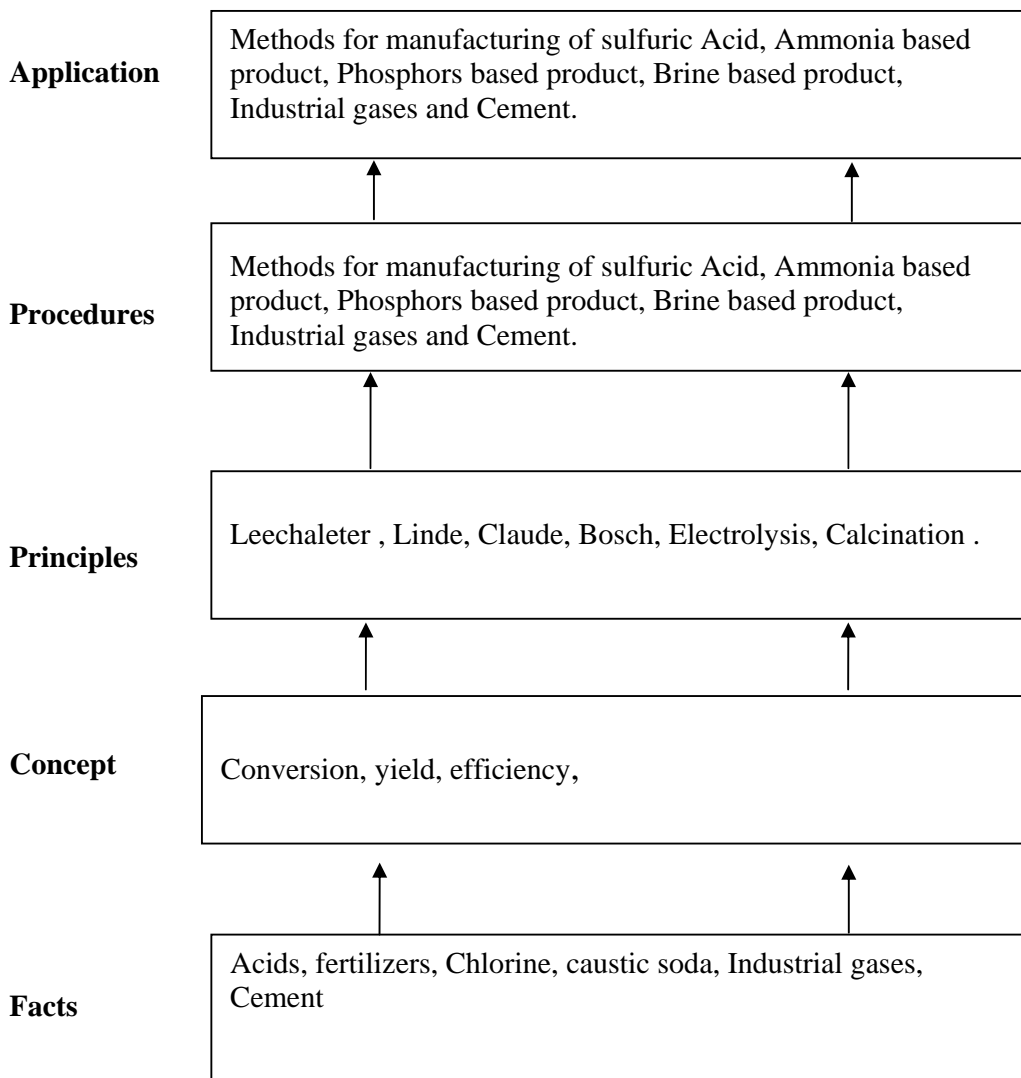 Application
Methods for manufacturing of sulfuric Acid, Ammonia based
product, Phosphors based product, Brine based product,
Industrial gases and Cement.
Procedures
Methods for manufacturing of sulfuric Acid, Ammonia based
product, Phosphors based product, Brine based product,
Industrial gases and Cement.
Principles
Leechaleter , Linde, Claude, Bosch, Electrolysis, Calcination .
Concept
Conversion, yield, efficiency,
Facts
Acids, fertilizers, Chlorine, caustic soda, Industrial gases,
Cement